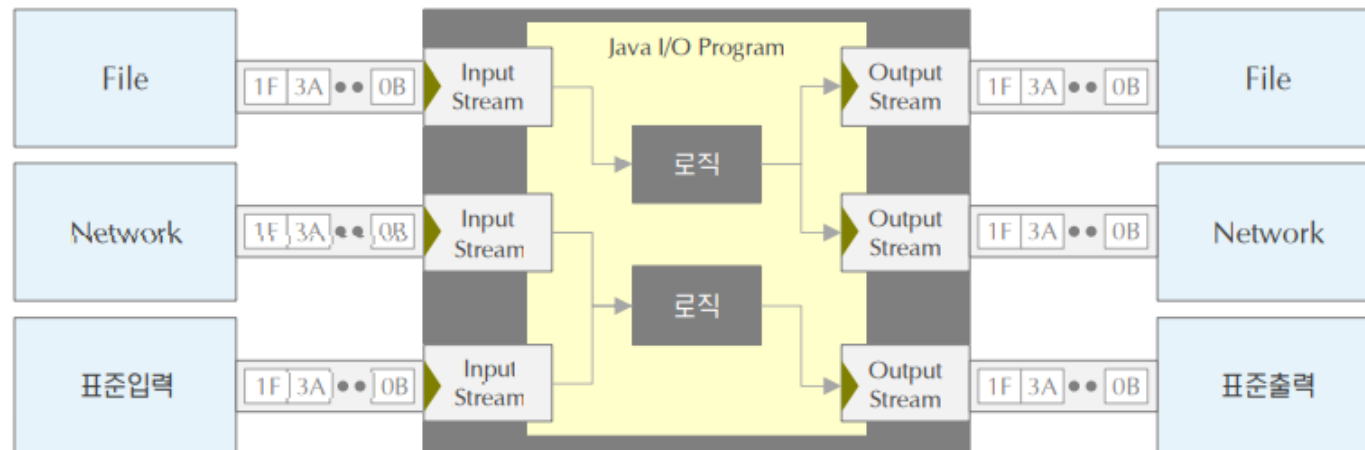 Java I/O Program
File
1F 3A 0B
Input
Stream
Output
Stream
1F 3A 0B
File
로직
Network
1F 3A 0B
Input
Stream
Output
Stream
1F 3A 0B
Network
로직
표준입력
1F 3A 0B
Input
Stream
Output
Stream
1F 3A 0B
표준출력